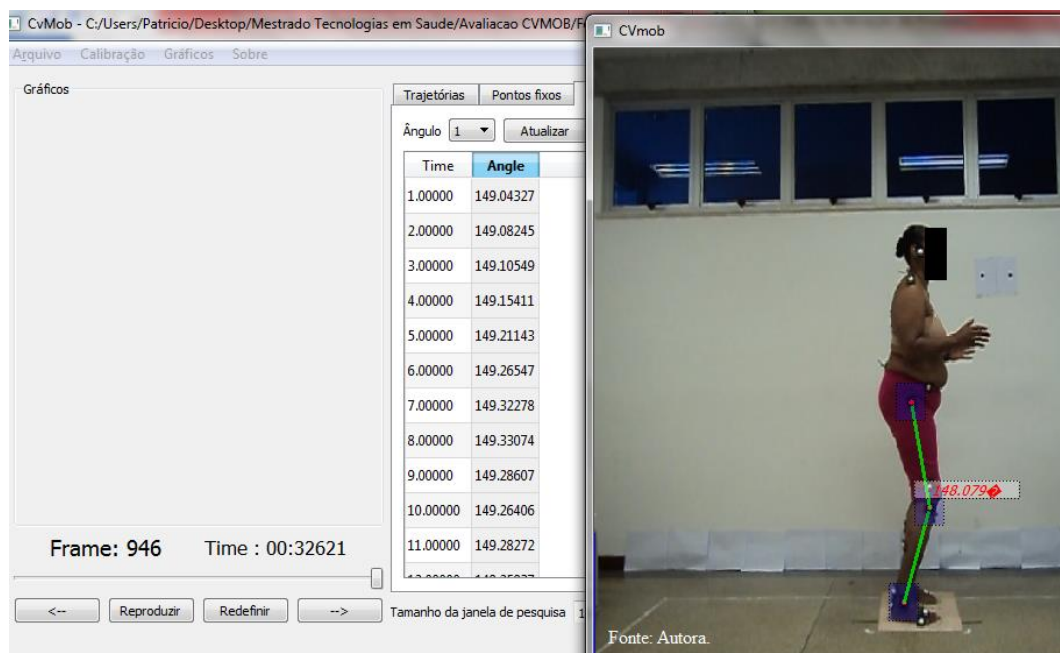 CvMob - C:/Users/Patricio/Desktop/Mestrado Tecnologias em Saude/Avaliacao CVMOB/
Arquivo Calibração Gráficos Sobre
Gráficos
Trajetórias Pontos fixos
Ângulo 1 Atualizar
Time Angle
1.00000 149.04327
2.00000 149.08245
3.00000 149.10549
4.00000 149.15411
5.00000 149.21143
6.00000 149.26547
7.00000 149.32278
8.00000 149.33074
9.00000 149.28607
10.00000 149.26406
11.00000 149.28272
Frame: 946 Time : 00:32621
<-- Reproduzir Redefinir -->
Tamanho da janela de pesquisa
CVmob
148.079�
Fonte: Autora.